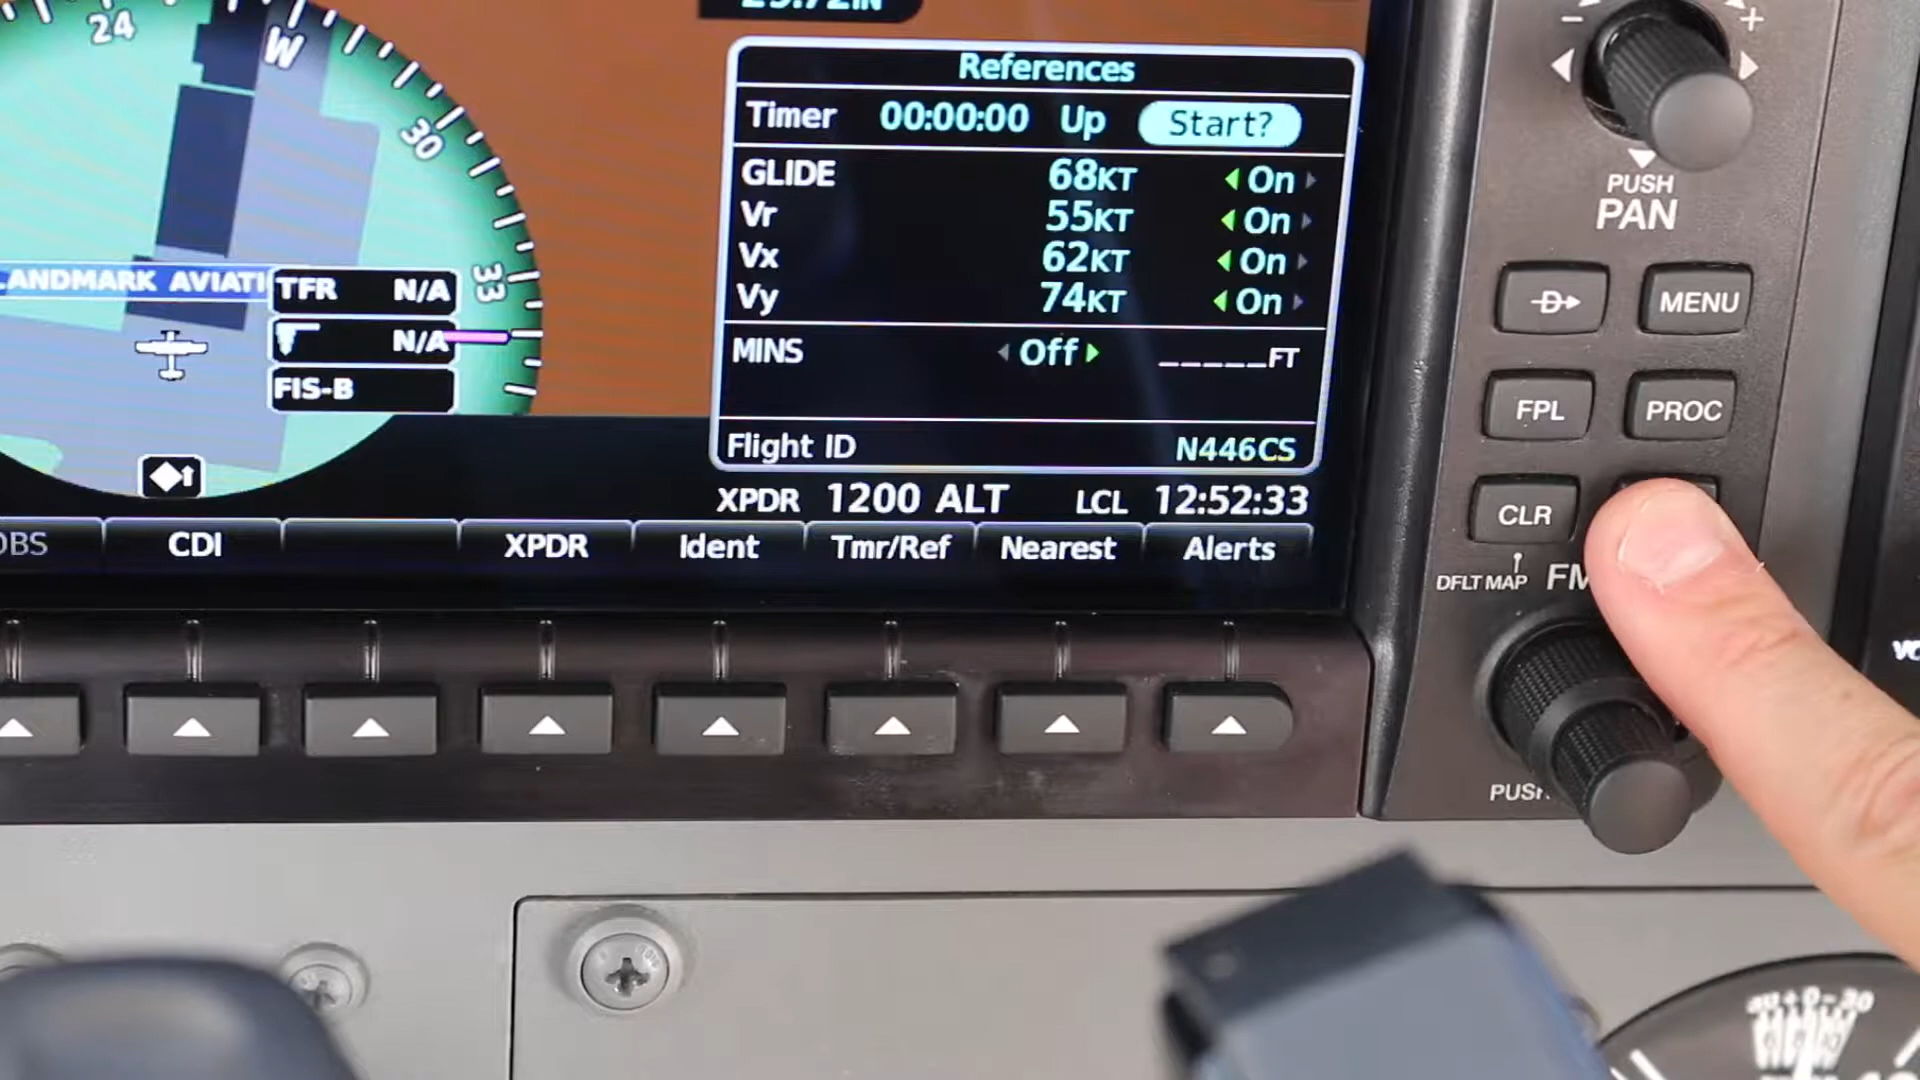 24
W
30
33
29.72IN
References
Timer 00:00:00 Up Start?
GLIDE 68KT On
Vr 55KT On
Vx 62KT On
Vy 74KT On
MINS Off _____FT
Flight ID N446CS
LANDMARK AVIATI
TFR N/A
N/A
FIS-B
XPDR 1200 ALT LCL 12:52:33
OBS CDI XPDR Ident Tmr/Ref Nearest Alerts
- +
PUSH
PAN
D MENU
FPL PROC
CLR
DFLT MAP FM
PUSH